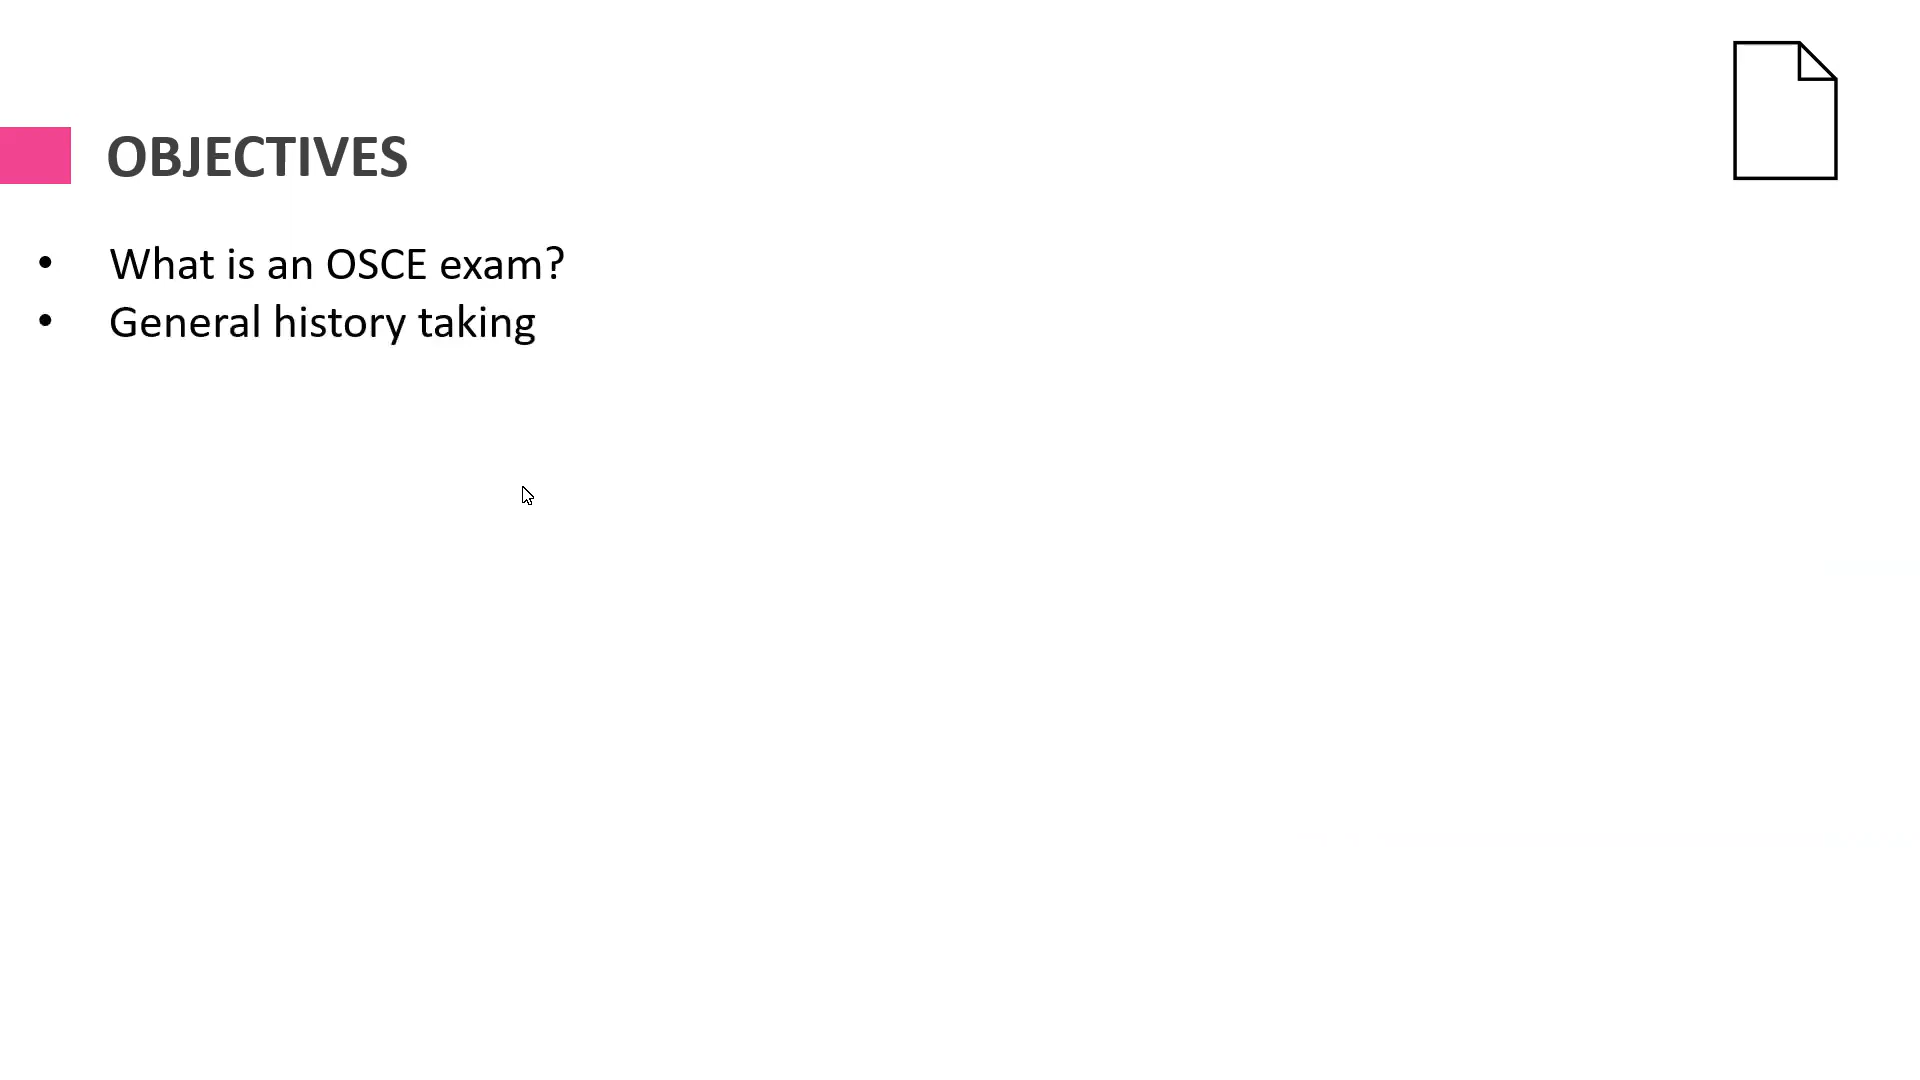 OBJECTIVES
• What is an OSCE exam?
• General history taking